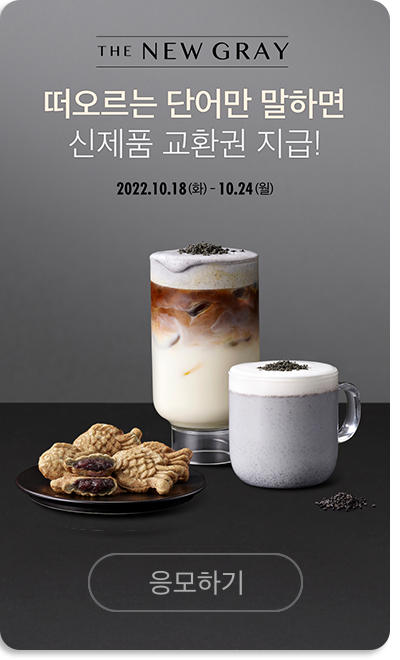 THE NEW GRAY
떠오르는 단어만 말하면
신제품 교환권 지급!
2022.10.18(화) - 10.24(월)
응모하기